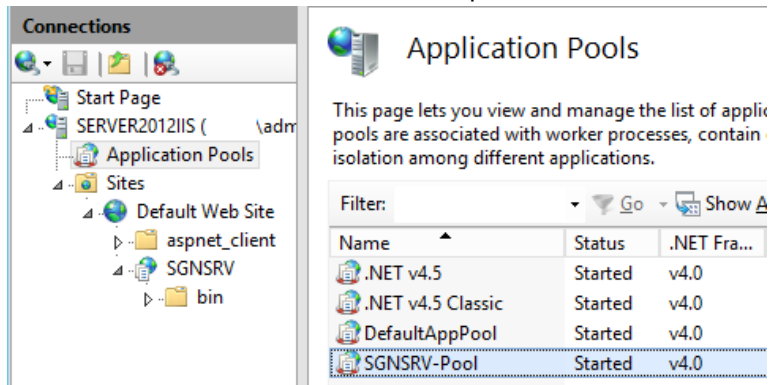 Connections
Start Page
SERVER2012IIS ( \adm
Application Pools
Sites
Default Web Site
aspnet_client
SGNSRV
bin
Application Pools
This page lets you view and manage the list of applic
pools are associated with worker processes, contain
isolation among different applications.
Filter: Go Show A
Name Status .NET Fra...
.NET v4.5 Started v4.0
.NET v4.5 Classic Started v4.0
DefaultAppPool Started v4.0
SGNSRV-Pool Started v4.0